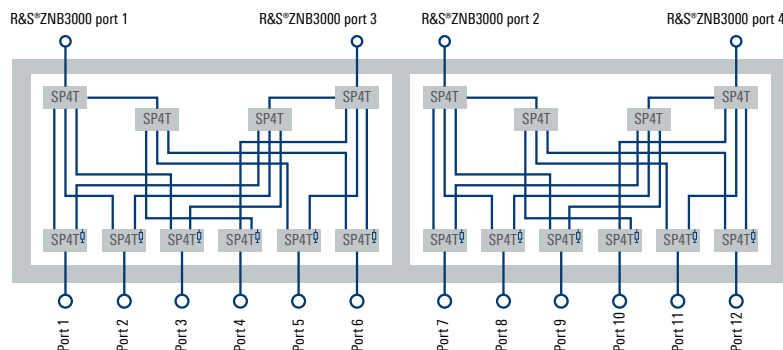 R&S®ZNB3000 port 1 R&S®ZNB3000 port 3 R&S®ZNB3000 port 2 R&S®ZNB3000 port 4
SP4T SP4T SP4T SP4T
SP4T SP4T SP4T SP4T
SP4T SP4T SP4T SP4T SP4T SP4T SP4T SP4T SP4T SP4T SP4T SP4T
Port 1
Port 2
Port 3
Port 4
Port 5
Port 6
Port 7
Port 8
Port 9
Port 10
Port 11
Port 12